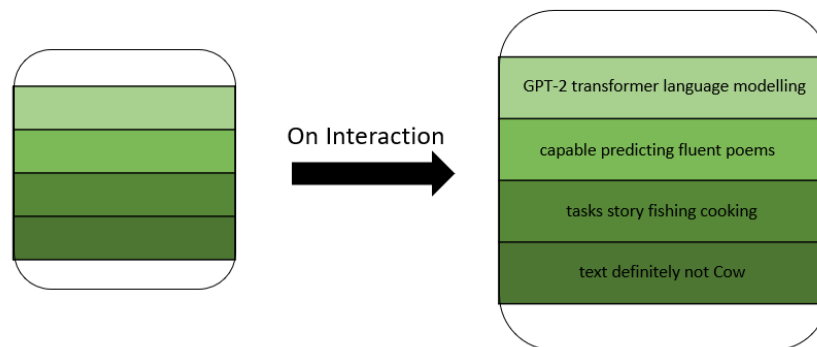 On Interaction
GPT-2 transformer language modelling
capable predicting fluent poems
tasks story fishing cooking
text definitely not Cow